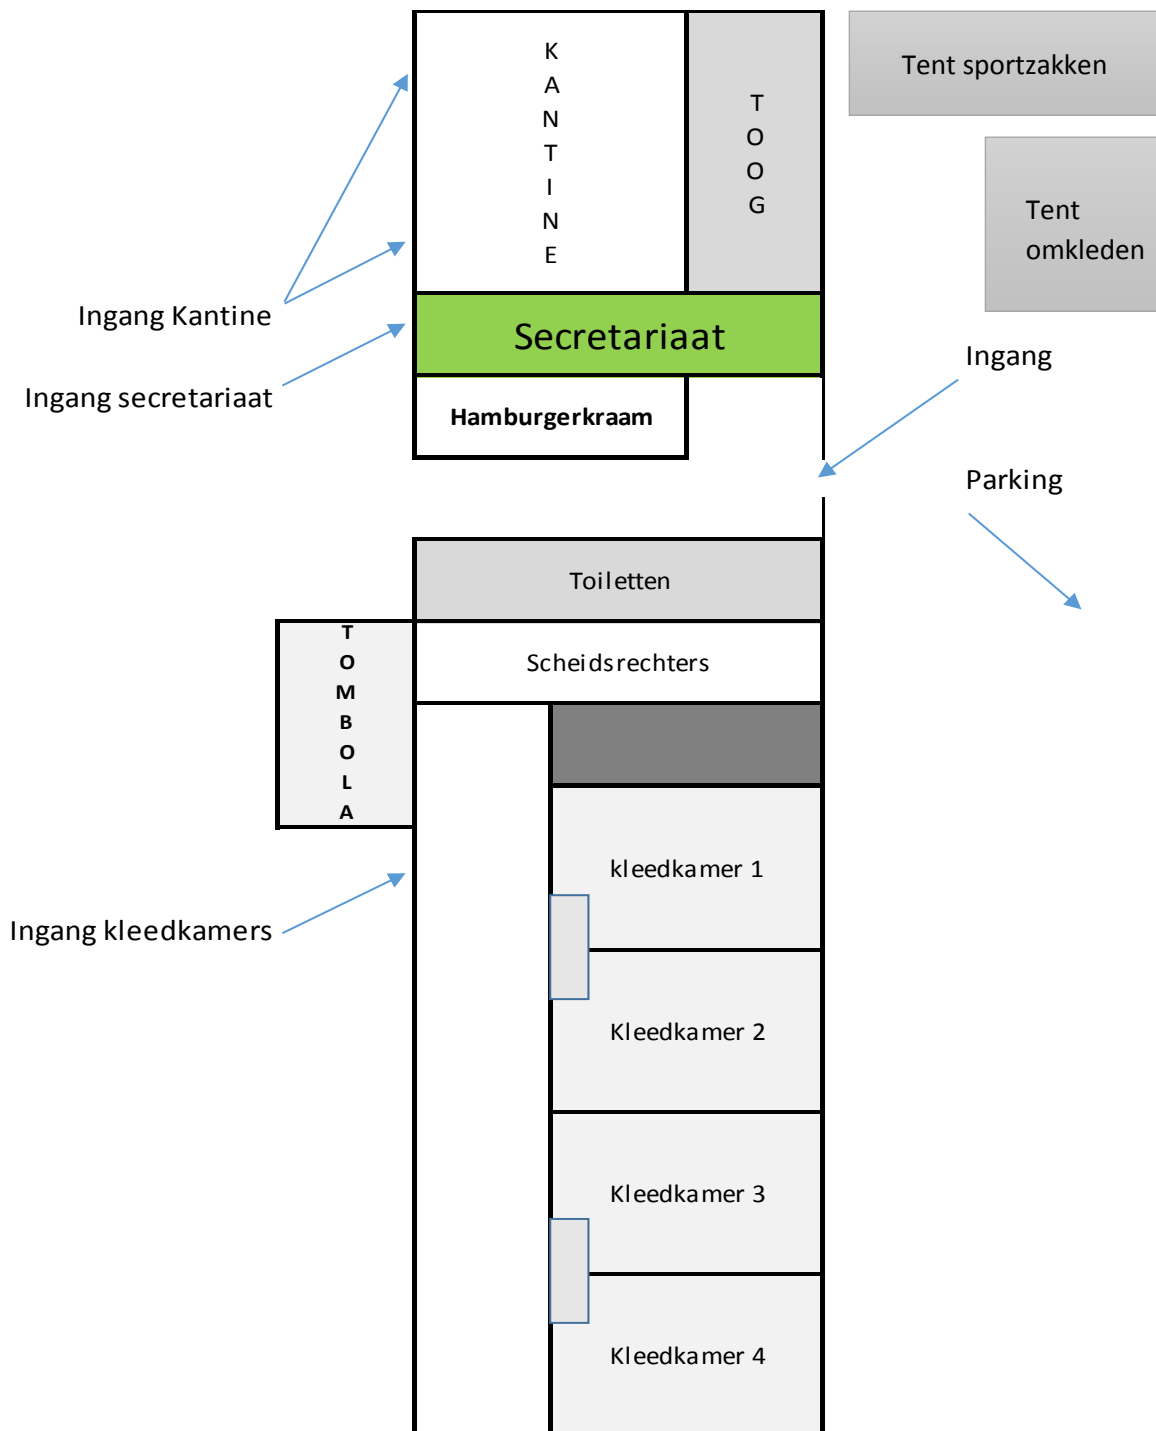 KANTINE
TOOG
Tent sportzakken
Tent
omkleden
Ingang Kantine
Secretariaat
Ingang secretariaat
Ingang
Hamburgerkraam
Parking
Toiletten
TOMBOLA
Scheidsrechters
kleedkamer 1
Ingang kleedkamers
Kleedkamer 2
Kleedkamer 3
Kleedkamer 4